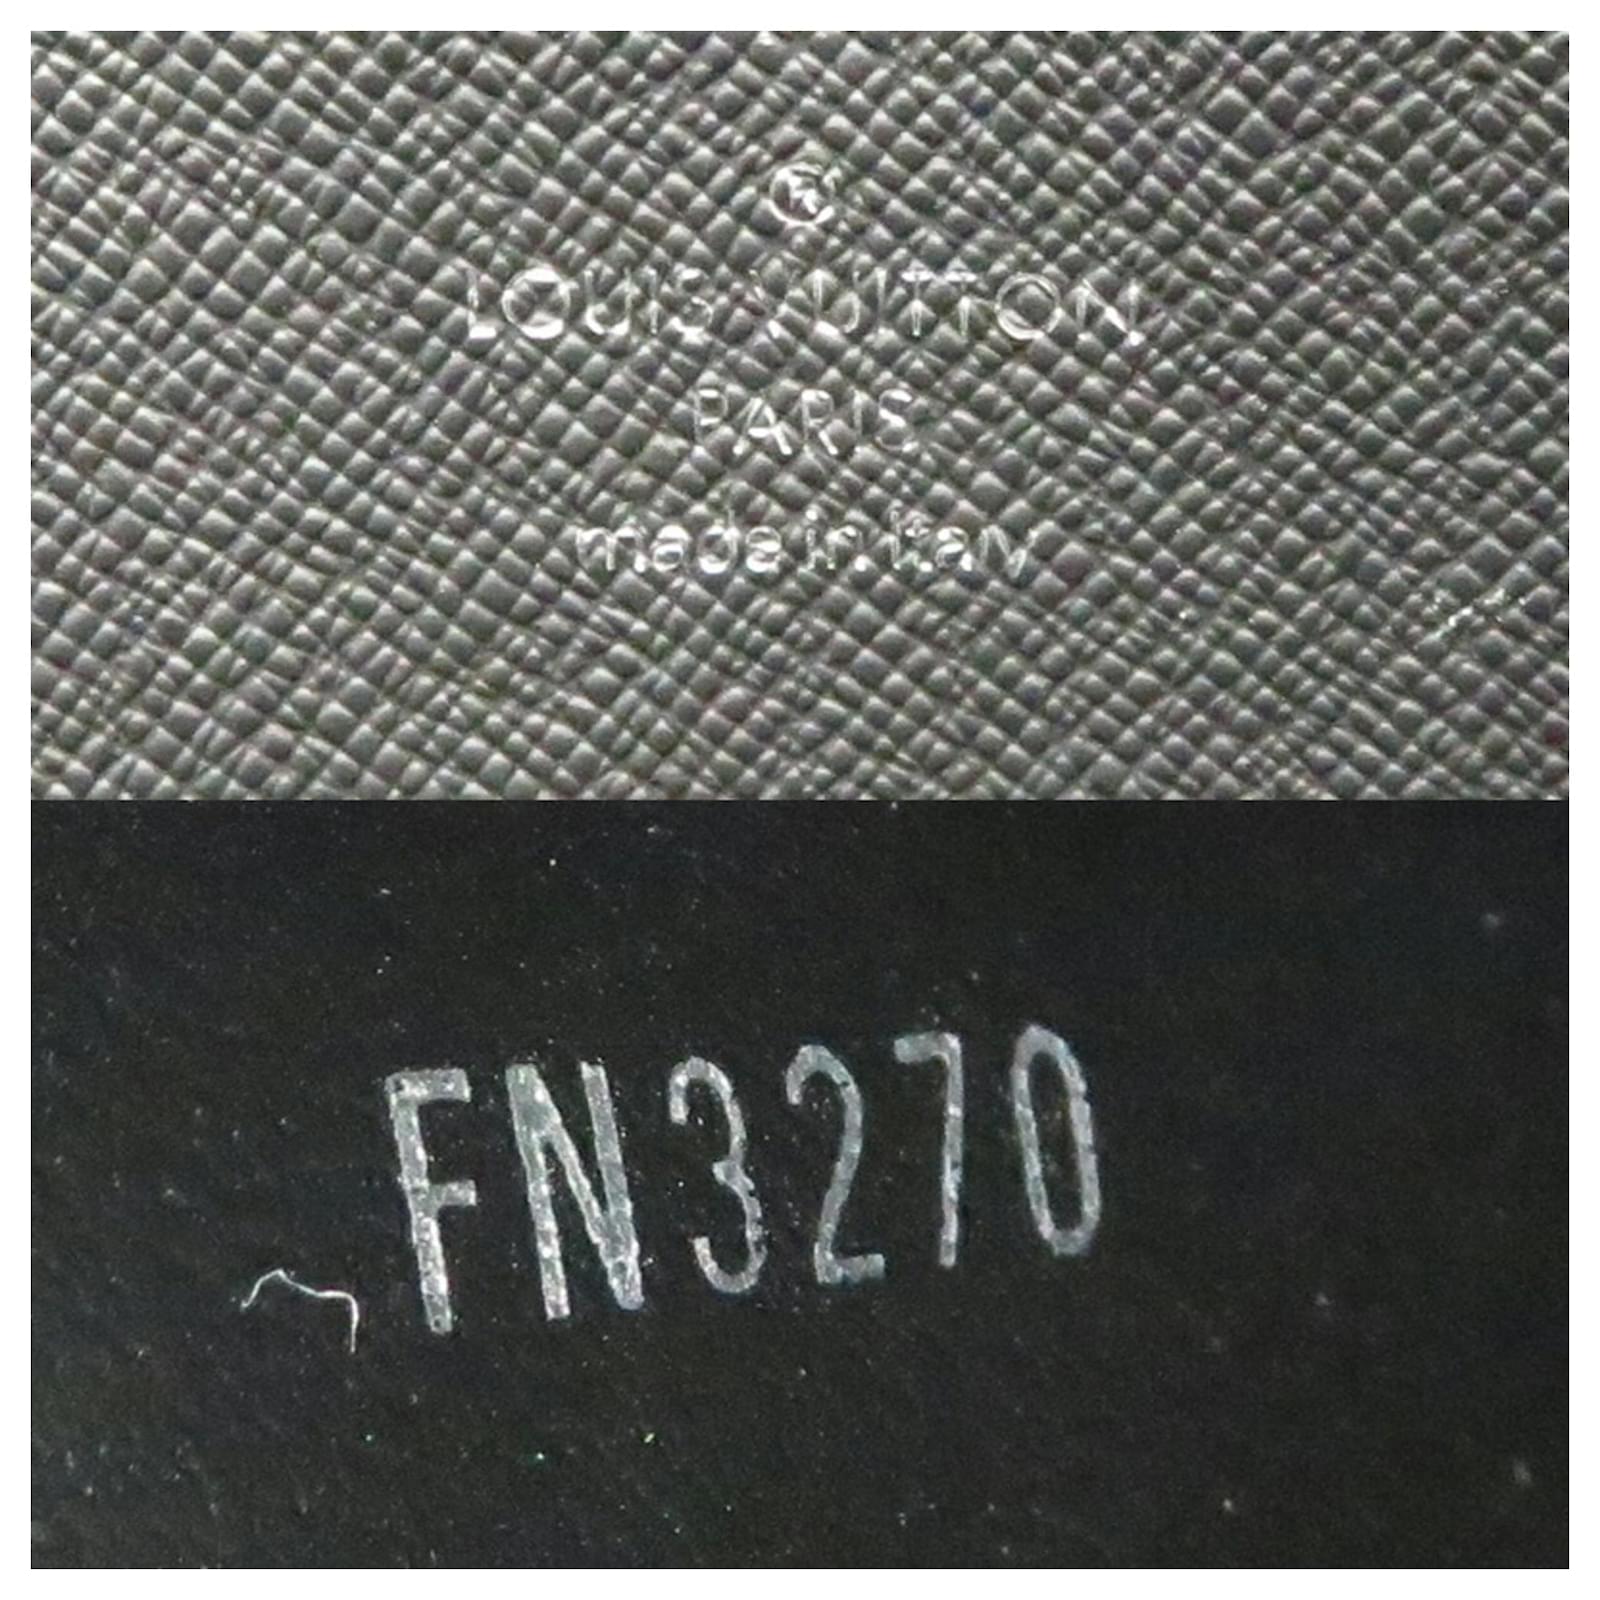 ®
LOUIS VUITTON
PARIS
made in italy
FN3270